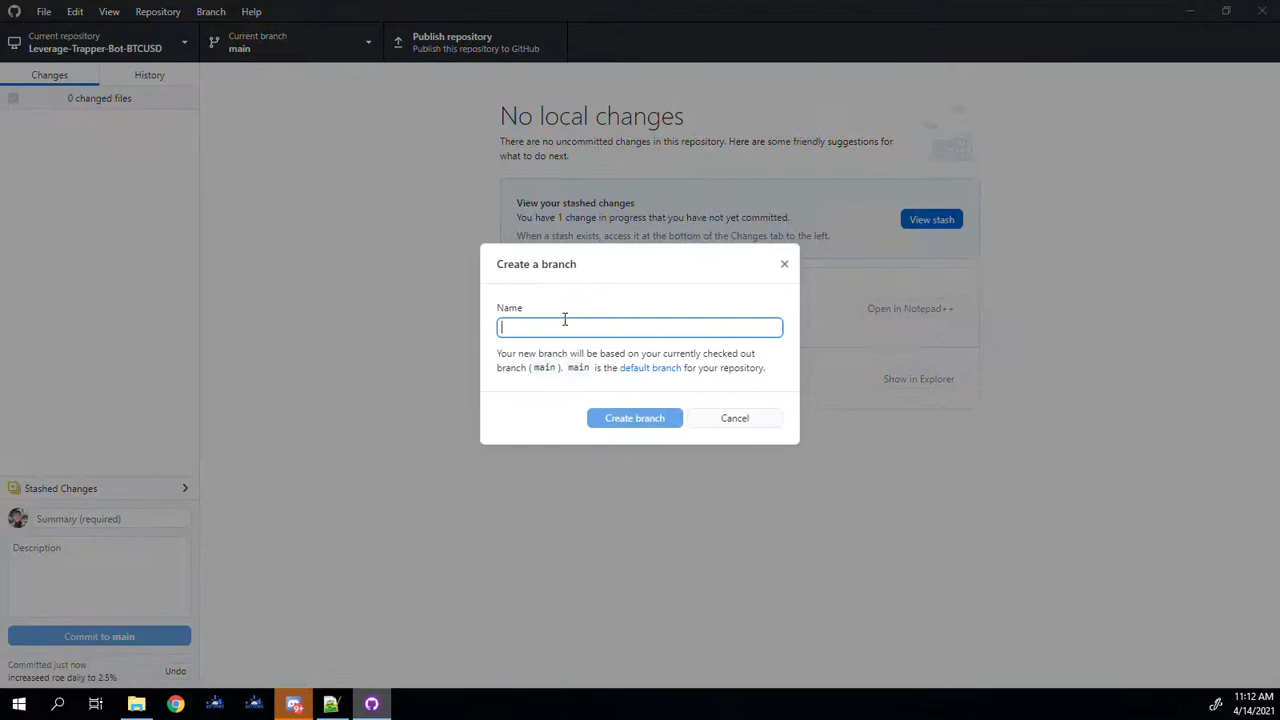 File Edit View Repository Branch Help
Current repository
Leverage-Trapper-Bot-BTCUSD
Current branch
main
Publish repository
Publish this repository to GitHub
Changes
History
0 changed files
No local changes
There are no uncommitted changes in this repository. Here are some friendly suggestions for
what to do next.
View your stashed changes
You have 1 change in progress that you have not yet committed.
When a stash exists, access it at the bottom of the Changes tab to the left.
View stash
Create a branch
Name
Your new branch will be based on your currently checked out
branch (main). main is the default branch for your repository.
Create branch
Cancel
Open in Notepad++
Show in Explorer
Stashed Changes
Summary (required)
Description
Commit to main
Committed just now
increaseed roe daily to 2.5%
Undo
9+
11:12 AM
4/14/2021